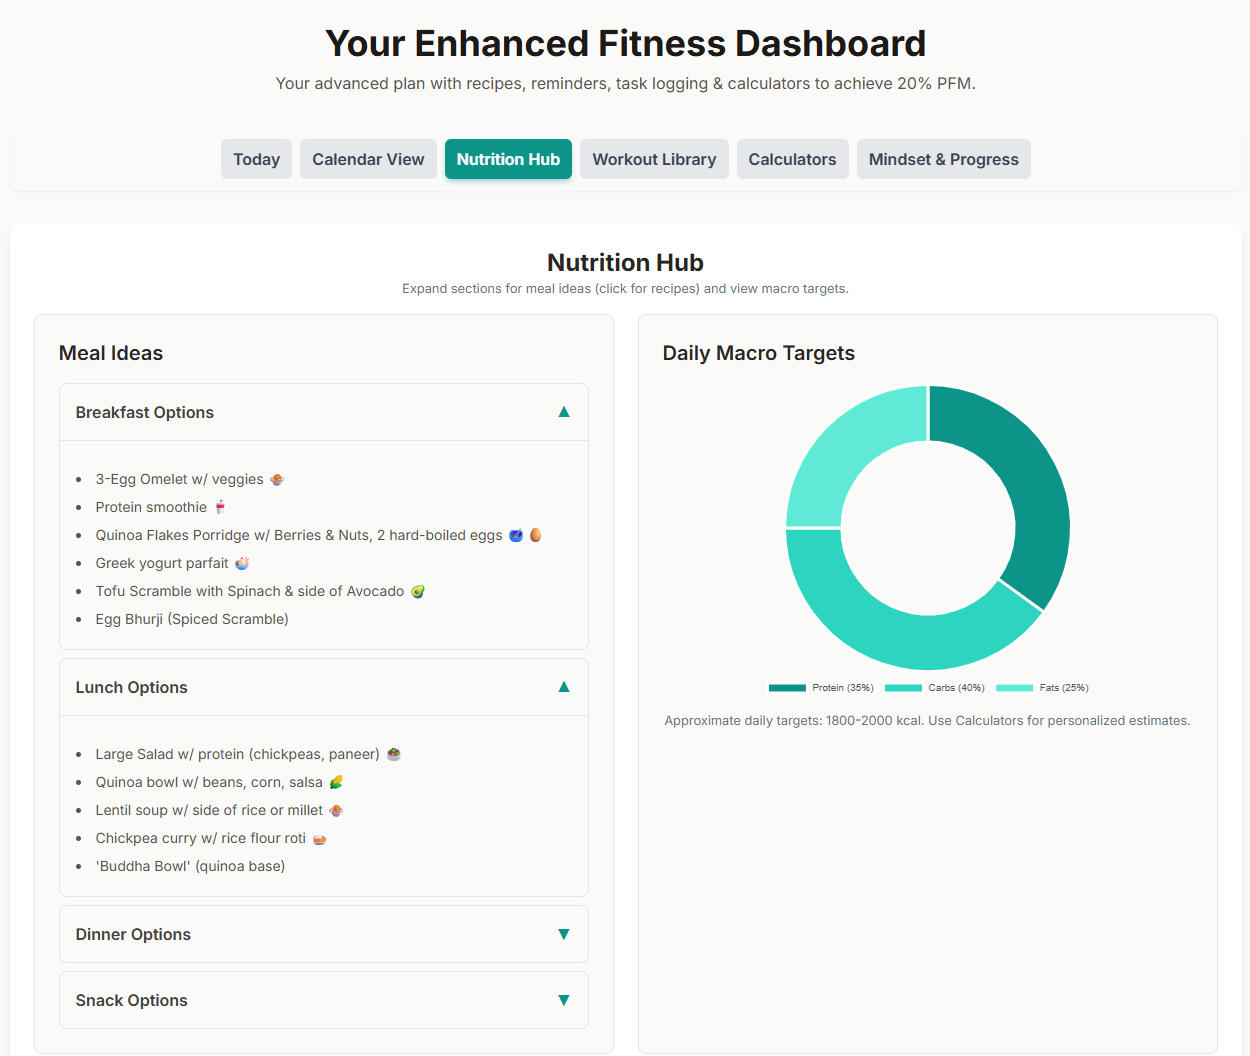 Your Enhanced Fitness Dashboard
Your advanced plan with recipes, reminders, task logging & calculators to achieve 20% PFM.
Today
Calendar View
Nutrition Hub
Workout Library
Calculators
Mindset & Progress
Nutrition Hub
Expand sections for meal ideas (click for recipes) and view macro targets.
Meal Ideas
Breakfast Options
3-Egg Omelet w/ veggies
Protein smoothie
Quinoa Flakes Porridge w/ Berries & Nuts, 2 hard-boiled eggs
Greek yogurt parfait
Tofu Scramble with Spinach & side of Avocado
Egg Bhurji (Spiced Scramble)
Lunch Options
Large Salad w/ protein (chickpeas, paneer)
Quinoa bowl w/ beans, corn, salsa
Lentil soup w/ side of rice or millet
Chickpea curry w/ rice flour roti
'Buddha Bowl' (quinoa base)
Dinner Options
Snack Options
Daily Macro Targets
Protein (35%)
Carbs (40%)
Fats (25%)
Approximate daily targets: 1800-2000 kcal. Use Calculators for personalized estimates.